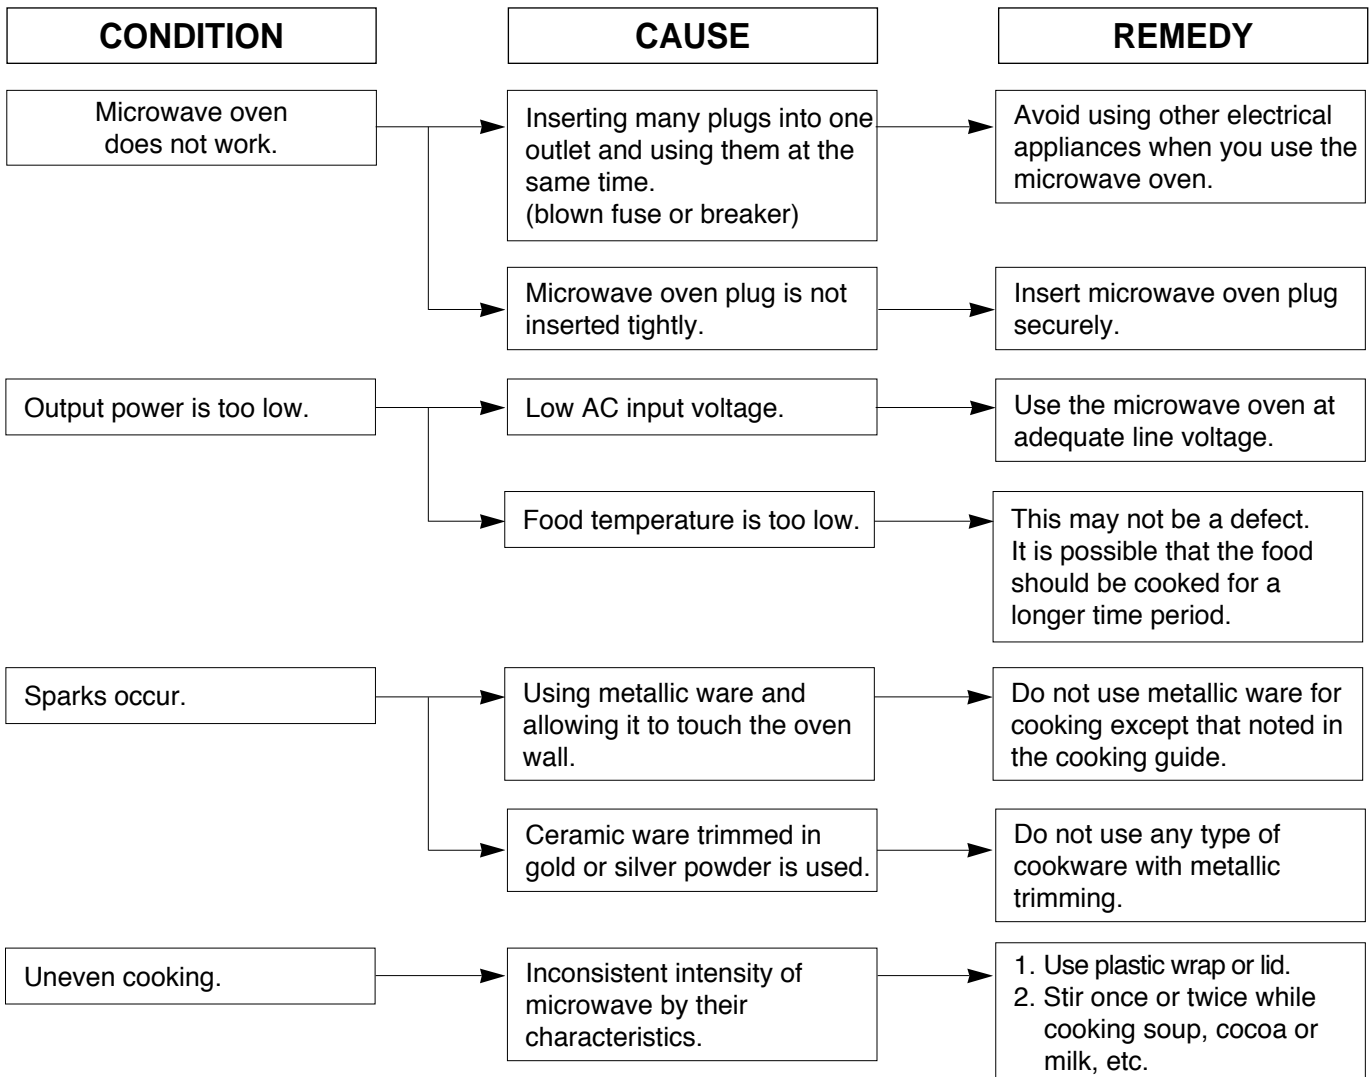 CONDITION
CAUSE
REMEDY
Microwave oven
does not work.
Inserting many plugs into one
outlet and using them at the
same time.
(blown fuse or breaker)
Avoid using other electrical
appliances when you use the
microwave oven.
Microwave oven plug is not
inserted tightly.
Insert microwave oven plug
securely.
Output power is too low.
Low AC input voltage.
Use the microwave oven at
adequate line voltage.
Food temperature is too low.
This may not be a defect.
It is possible that the food
should be cooked for a
longer time period.
Sparks occur.
Using metallic ware and
allowing it to touch the oven
wall.
Do not use metallic ware for
cooking except that noted in
the cooking guide.
Ceramic ware trimmed in
gold or silver powder is used.
Do not use any type of
cookware with metallic
trimming.
Uneven cooking.
Inconsistent intensity of
microwave by their
characteristics.
1. Use plastic wrap or lid.
2. Stir once or twice while
cooking soup, cocoa or
milk, etc.